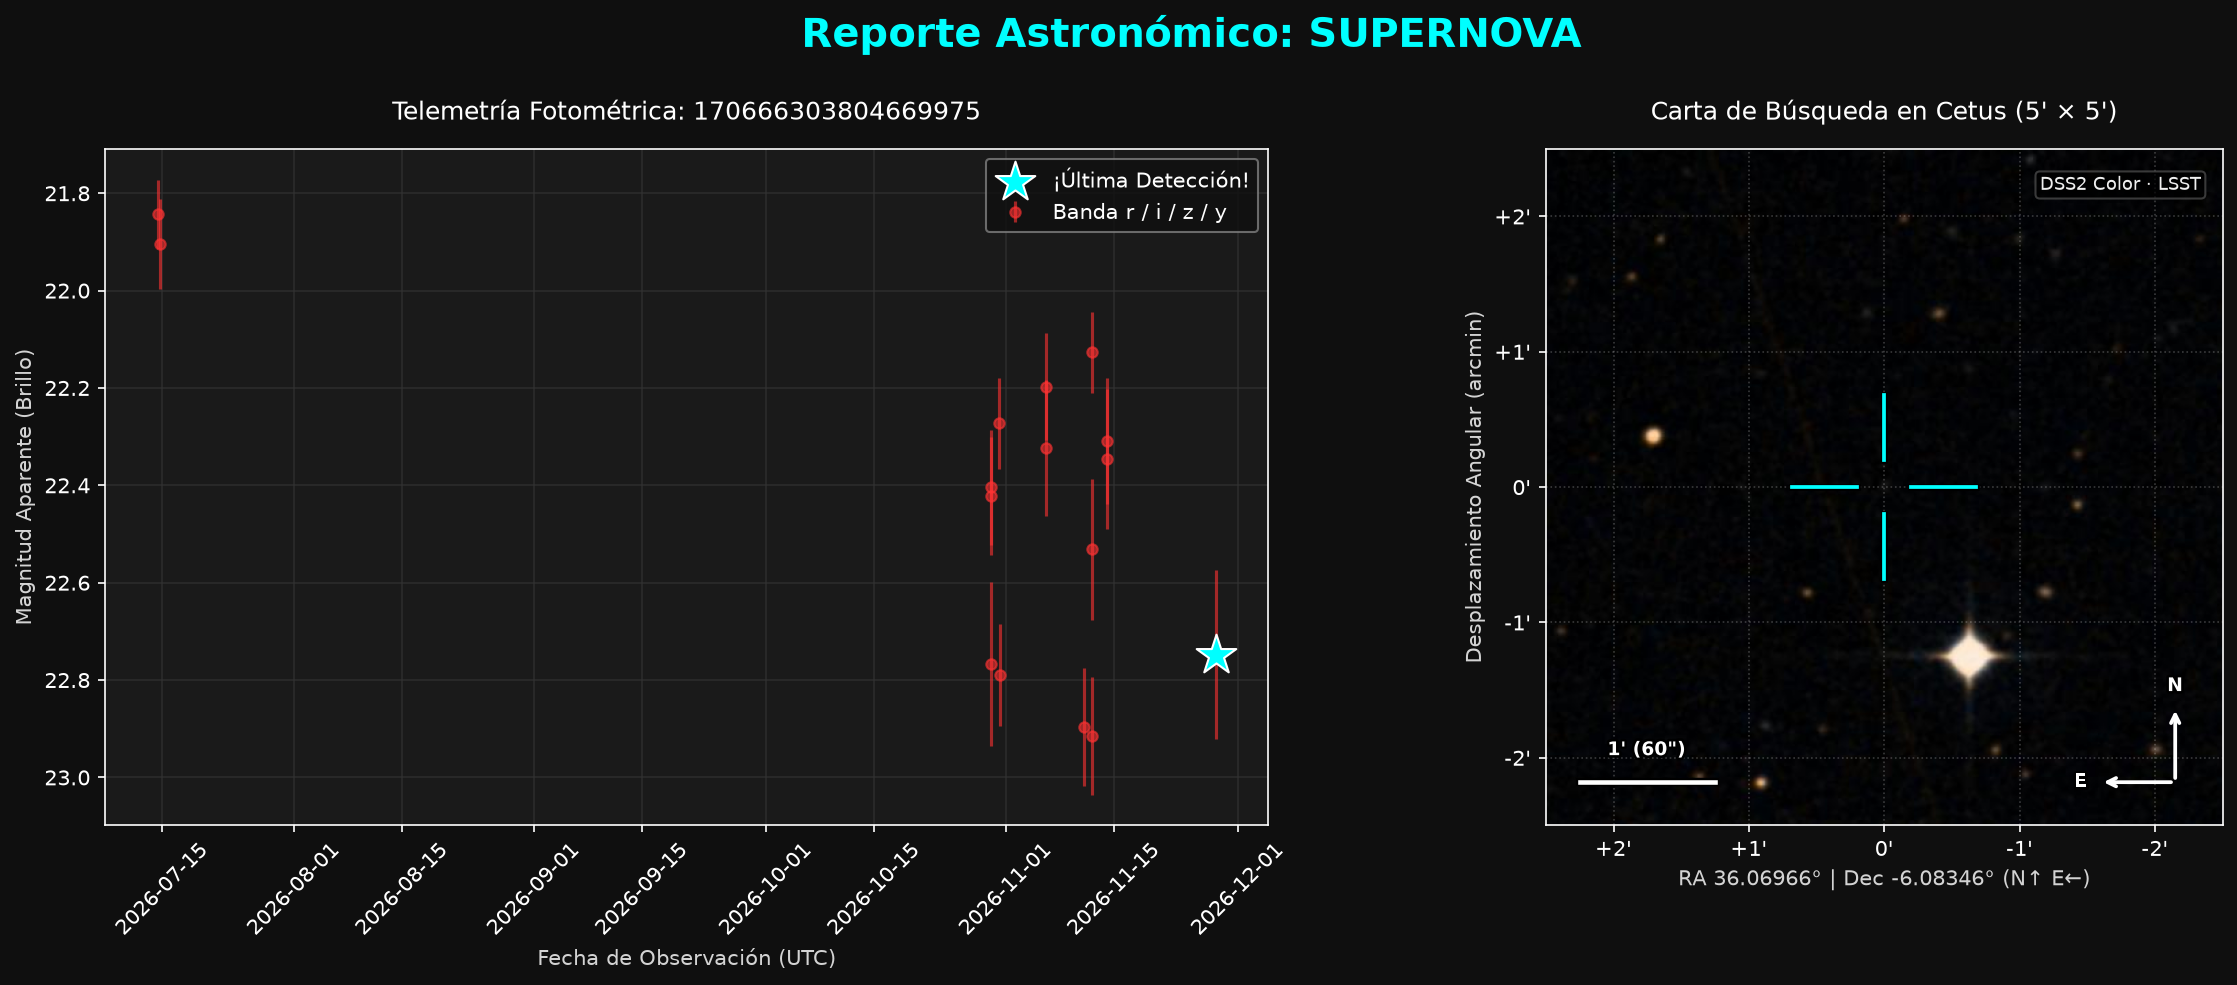 Reporte Astronómico: SUPERNOVA
Telemetría Fotométrica: 170666303804669975
Magnitud Aparente (Brillo)
21.8
22.0
22.2
22.4
22.6
22.8
23.0
¡Última Detección!
Banda r / i / z / y
2026-07-15
2026-08-01
2026-08-15
2026-09-01
2026-09-15
2026-10-01
2026-10-15
2026-11-01
2026-11-15
2026-12-01
Fecha de Observación (UTC)
Carta de Búsqueda en Cetus (5' × 5')
Desplazamiento Angular (arcmin)
+2'
+1'
0'
-1'
-2'
DSS2 Color · LSST
N
E
1' (60")
+2'
+1'
0'
-1'
-2'
RA 36.06966° | Dec -6.08346° (N↑ E←)